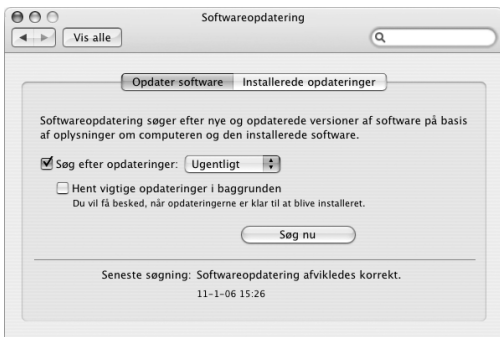 Softwareopdatering
Vis alle
Opdater software Installerede opdateringer
Softwareopdatering søger efter nye og opdaterede versioner af software på basis
af oplysninger om computeren og den installerede software.
Søg efter opdateringer: Ugentligt
Hent vigtige opdateringer i baggrunden
Du vil få besked, når opdateringerne er klar til at blive installeret.
Søg nu
Seneste søgning: Softwareopdatering afvikledes korrekt.
11-1-06 15:26